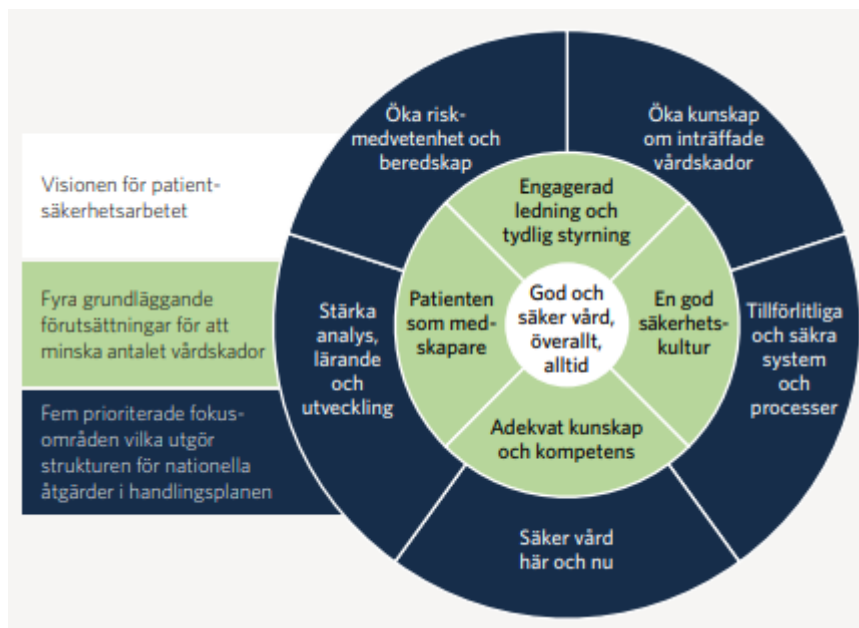 Visionen för patient-
säkerhetsarbetet
Fyra grundläggande
förutsättningar för att
minska antalet vårdskador
Fem prioriterade fokus-
områden vilka utgör
strukturen för nationella
åtgärder i handlingsplanen
Öka risk-
medvetenhet och
beredskap
Öka kunskap
om inträffade
vårdskador
Tillförlitliga
och säkra
system
och
processer
Säker vård
här och nu
Stärka
analys,
lärande
och
utveckling
Engagerad
ledning och
tydlig styrning
En god
säkerhets-
kultur
Adekvat kunskap
och kompetens
Patienten
som med-
skapare
God och
säker vård,
överallt,
alltid